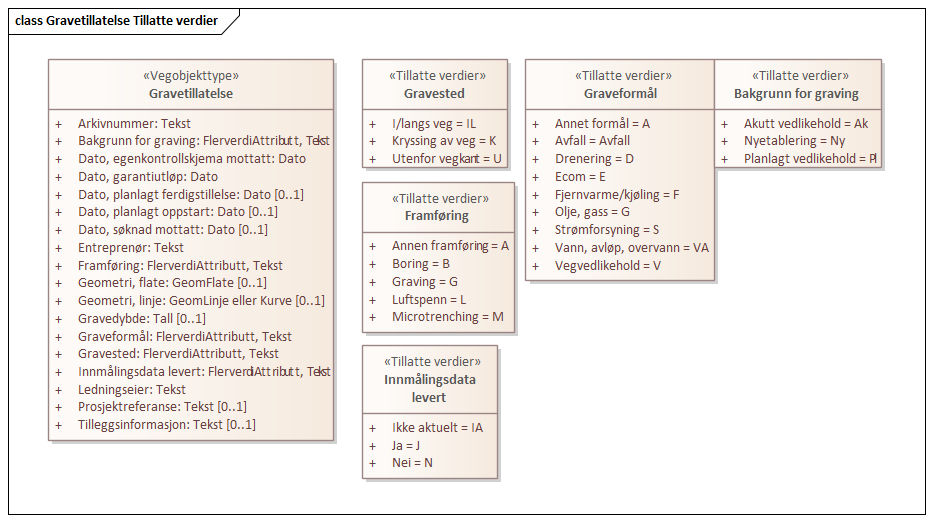 class Gravetillatelse Tillatte verdier
«Vegobjekttype»
Gravetillatelse
+ Arkivnummer: Tekst
+ Bakgrunn for graving: FlerverdiAttributt, Tekst
+ Dato, egenkontrollskjema mottatt: Dato
+ Dato, garantiutløp: Dato
+ Dato, planlagt ferdigstillelse: Dato [0..1]
+ Dato, planlagt oppstart: Dato [0..1]
+ Dato, søknad mottatt: Dato [0..1]
+ Entreprenør: Tekst
+ Framføring: FlerverdiAttributt, Tekst
+ Geometri, flate: GeomFlate [0..1]
+ Geometri, linje: GeomLinje eller Kurve [0..1]
+ Gravedybde: Tall [0..1]
+ Graveformål: FlerverdiAttributt, Tekst
+ Gravested: FlerverdiAttributt, Tekst
+ Innmålingsdata levert: FlerverdiAttributt, Tekst
+ Ledningseier: Tekst
+ Prosjektreferanse: Tekst [0..1]
+ Tilleggsinformasjon: Tekst [0..1]
«Tillatte verdier»
Gravested
+ I/langs veg = IL
+ Kryssing av veg = K
+ Utenfor vegkant = U
«Tillatte verdier»
Framføring
+ Annen framføring = A
+ Boring = B
+ Graving = G
+ Luftspenn = L
+ Microtrenching = M
«Tillatte verdier»
Innmålingsdata
levert
+ Ikke aktuelt = IA
+ Ja = J
+ Nei = N
«Tillatte verdier»
Graveformål
+ Annet formål = A
+ Avfall = Avfall
+ Drenering = D
+ Ecom = E
+ Fjernvarme/kjøling = F
+ Olje, gass = G
+ Strømforsyning = S
+ Vann, avløp, overvann = VA
+ Vegvedlikehold = V
«Tillatte verdier»
Bakgrunn for graving
+ Akutt vedlikehold = Ak
+ Nyetablering = Ny
+ Planlagt vedlikehold = Pl